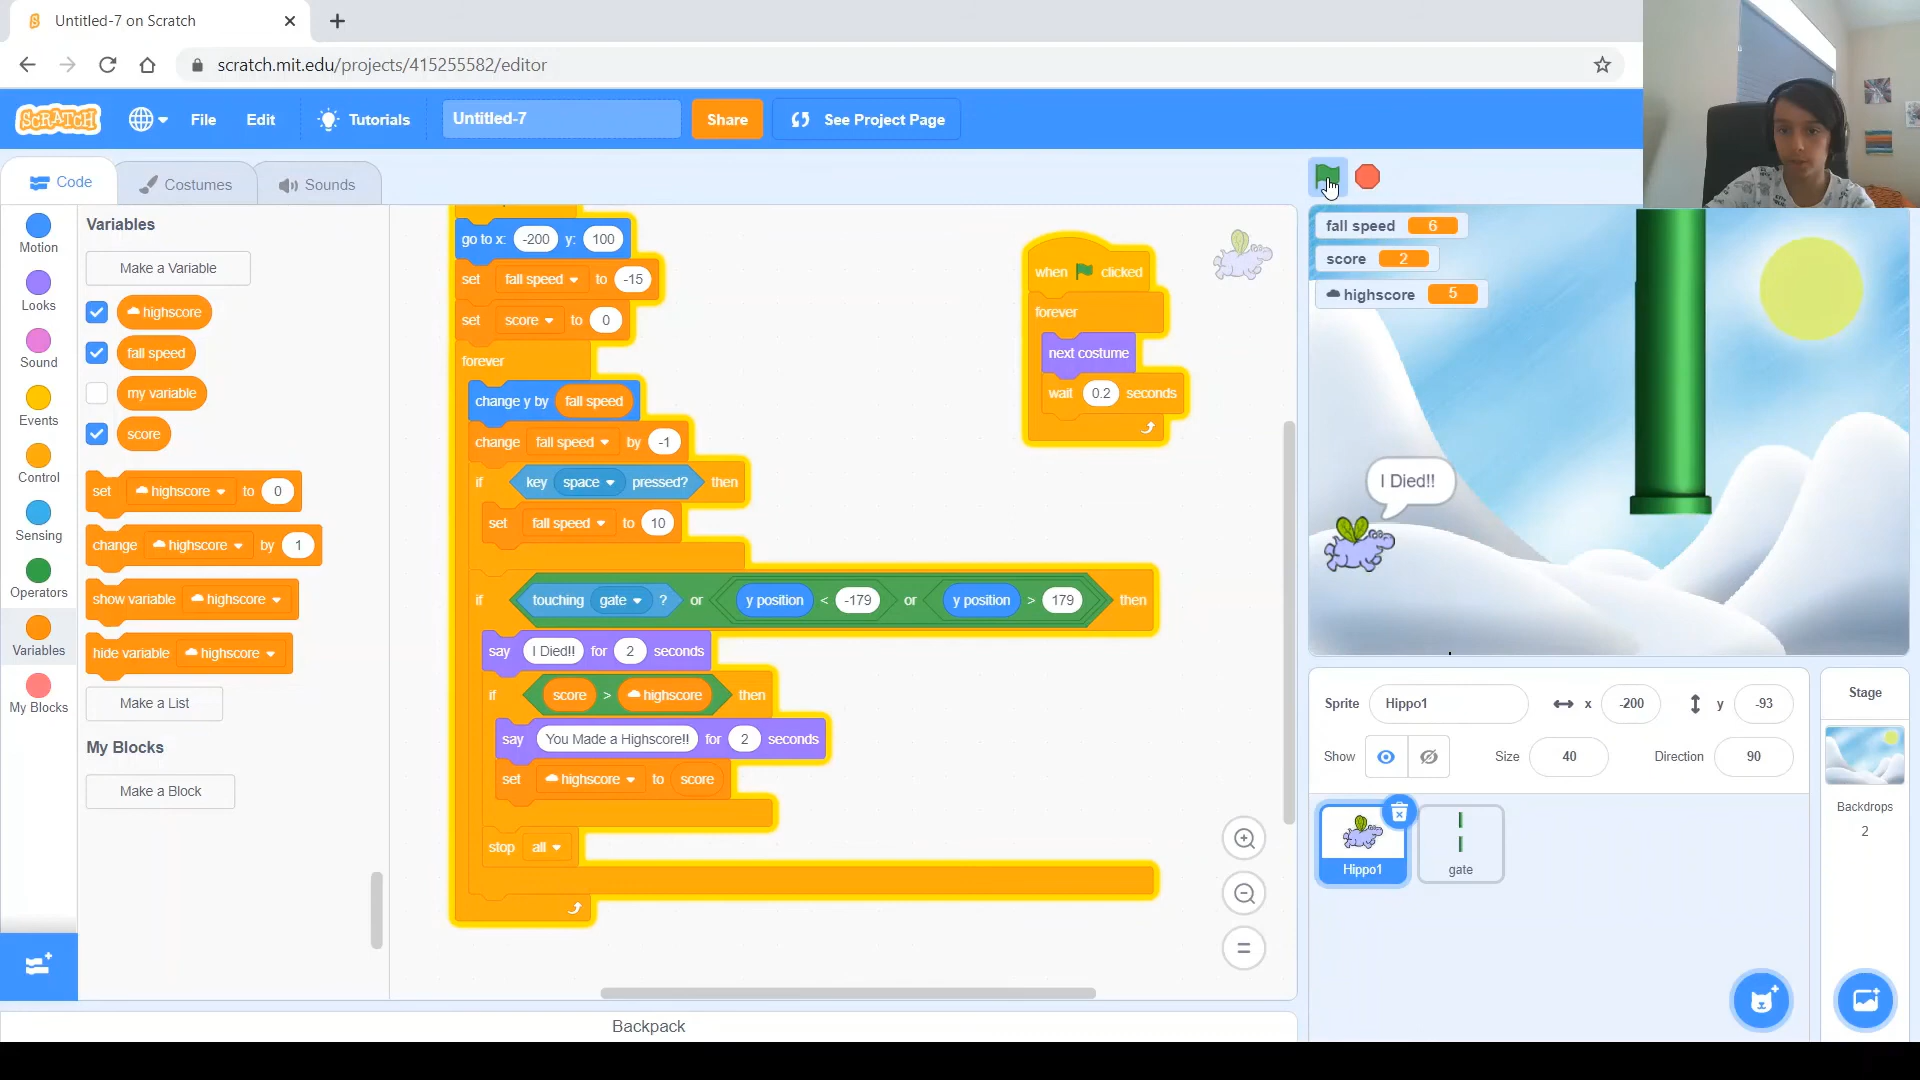 Untitled-7 on Scratch
scratch.mit.edu/projects/415255582/editor
SCRATCH
File
Edit
Tutorials
Untitled-7
Share
See Project Page
Code
Costumes
Sounds
Motion
Looks
Sound
Events
Control
Sensing
Operators
Variables
My Blocks
Variables
Make a Variable
highscore
fall speed
my variable
score
set highscore to 0
change highscore by 1
show variable highscore
hide variable highscore
Make a List
My Blocks
Make a Block
go to x: -200 y: 100
set fall speed to -15
set score to 0
forever
change y by fall speed
change fall speed by -1
if key space pressed? then
set fall speed to 10
if touching gate ? or y position < -179 or y position > 179 then
say I Died!! for 2 seconds
if score > highscore then
say You Made a Highscore!! for 2 seconds
set highscore to score
stop all
when clicked
forever
next costume
wait 0.2 seconds
Backpack
fall speed 6
score 2
highscore 5
I Died!!
Sprite Hippo1 x -200 y -93
Show Size 40 Direction 90
Hippo1
gate
Stage
Backdrops
2